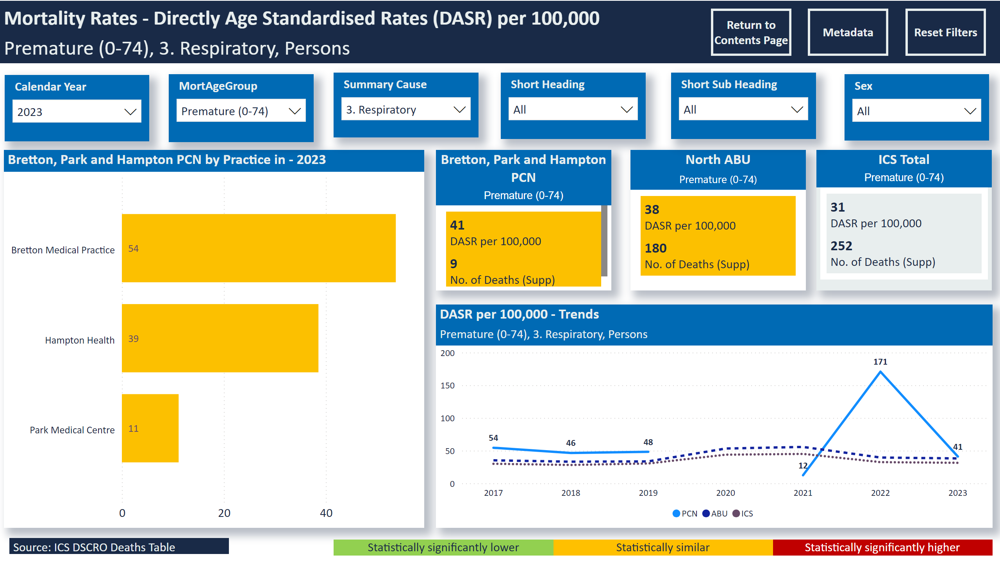 Mortality Rates - Directly Age Standardised Rates (DASR) per 100,000
Premature (0-74), 3. Respiratory, Persons
Return to
Contents Page
Metadata
Reset Filters
Calendar Year
2023
MortAgeGroup
Premature (0-74)
Summary Cause
3. Respiratory
Short Heading
All
Short Sub Heading
All
Sex
All
Bretton, Park and Hampton PCN by Practice in - 2023
Bretton Medical Practice
54
Hampton Health
39
Park Medical Centre
11
0
20
40
Bretton, Park and Hampton
PCN
Premature (0-74)
41
DASR per 100,000
9
No. of Deaths (Supp)
North ABU
Premature (0-74)
38
DASR per 100,000
180
No. of Deaths (Supp)
ICS Total
Premature (0-74)
31
DASR per 100,000
252
No. of Deaths (Supp)
DASR per 100,000 - Trends
Premature (0-74), 3. Respiratory, Persons
200
150
100
50
0
54
46
48
12
171
41
2017
2018
2019
2020
2021
2022
2023
PCN
ABU
ICS
Source: ICS DSCRO Deaths Table
Statistically significantly lower
Statistically similar
Statistically significantly higher